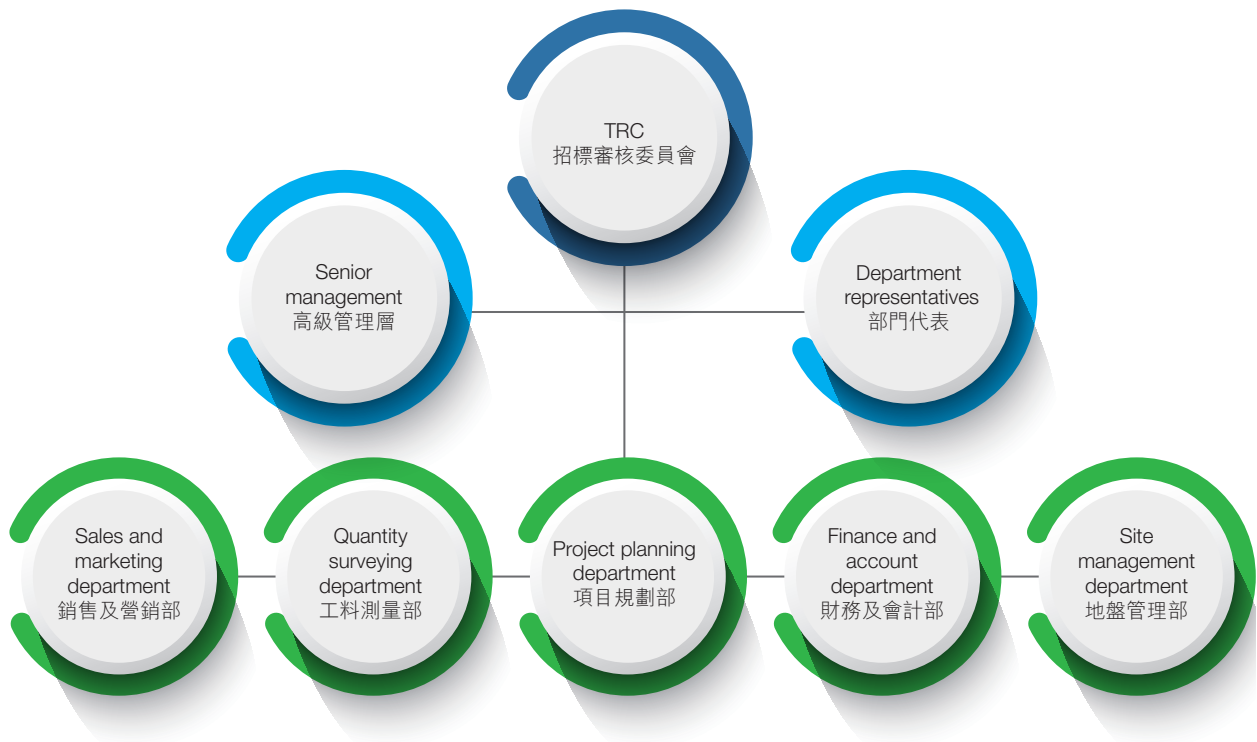 TRC
招標審核委員會
Senior
management
高級管理層
Department
representatives
部門代表
Sales and
marketing
department
銷售及營銷部
Quantity
surveying
department
工料測量部
Project planning
department
項目規劃部
Finance and
account
department
財務及會計部
Site
management
department
地盤管理部